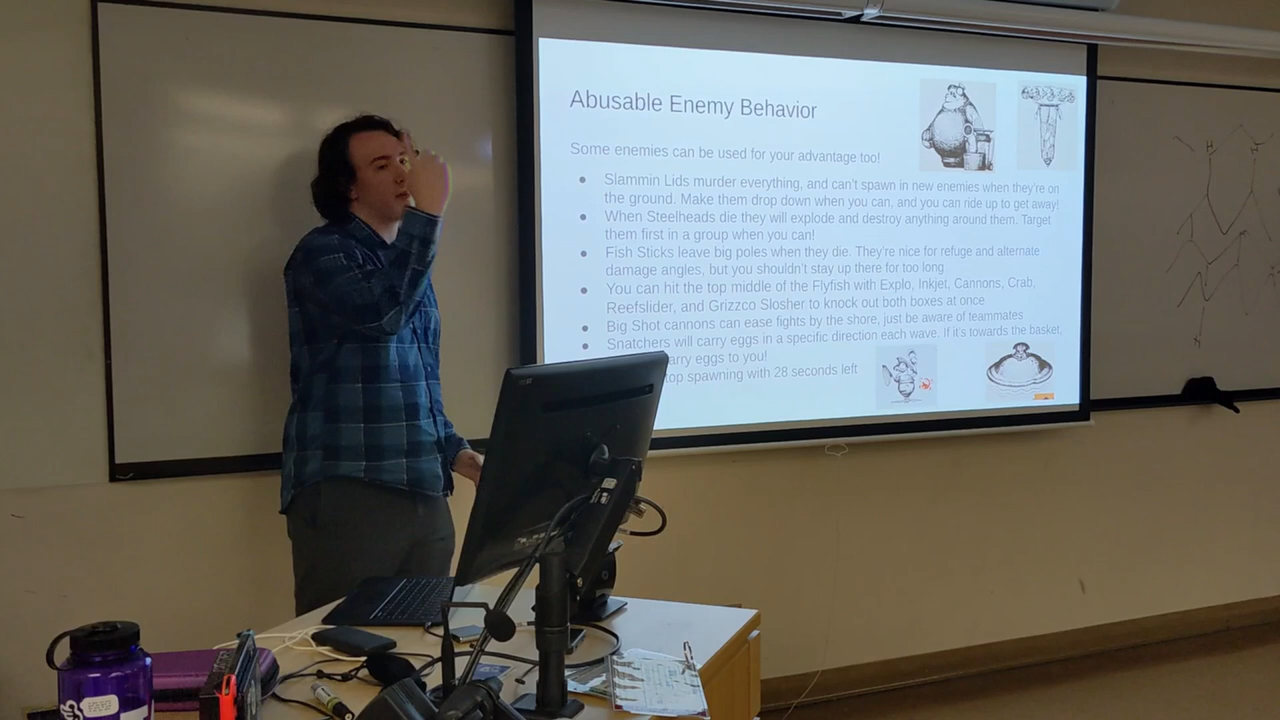 Abusable Enemy Behavior
Some enemies can be used for your advantage too!
● Slammin Lids murder everything, and can't spawn in new enemies when they're on
the ground. Make them drop down when you can, and you can ride up to get away!
● When Steelheads die they will explode and destroy anything around them. Target
them first in a group when you can!
● Fish Sticks leave big poles when they die. They're nice for refuge and alternate
damage angles, but you shouldn't stay up there for too long
● You can hit the top middle of the Flyfish with Explo, Inkjet, Cannons, Crab,
Reefslider, and Grizzco Slosher to knock out both boxes at once
● Big Shot cannons can ease fights by the shore, just be aware of teammates
● Snatchers will carry eggs in a specific direction each wave. If it's towards the basket,
arry eggs to you!
top spawning with 28 seconds left